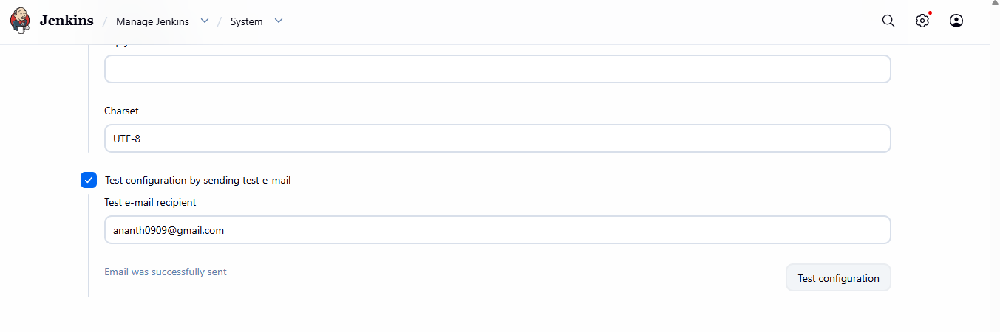 Jenkins / Manage Jenkins / System
Charset
UTF-8
Test configuration by sending test e-mail
Test e-mail recipient
ananth0909@gmail.com
Email was successfully sent
Test configuration